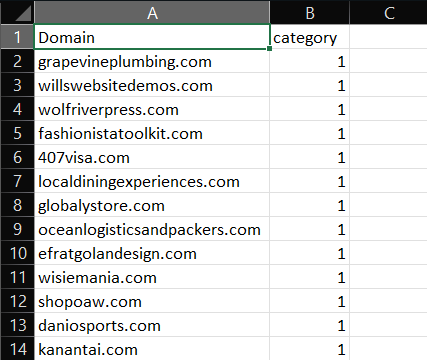 A B C
1 Domain category
2 grapevineplumbing.com 1
3 willswebsitedemos.com 1
4 wolfriverpress.com 1
5 fashionistatoolkit.com 1
6 407visa.com 1
7 localdiningexperiences.com 1
8 globalystore.com 1
9 oceanlogisticsandpackers.com 1
10 efratgolandesign.com 1
11 wisiemania.com 1
12 shopoaw.com 1
13 daniosports.com 1
14 kanantai.com 1